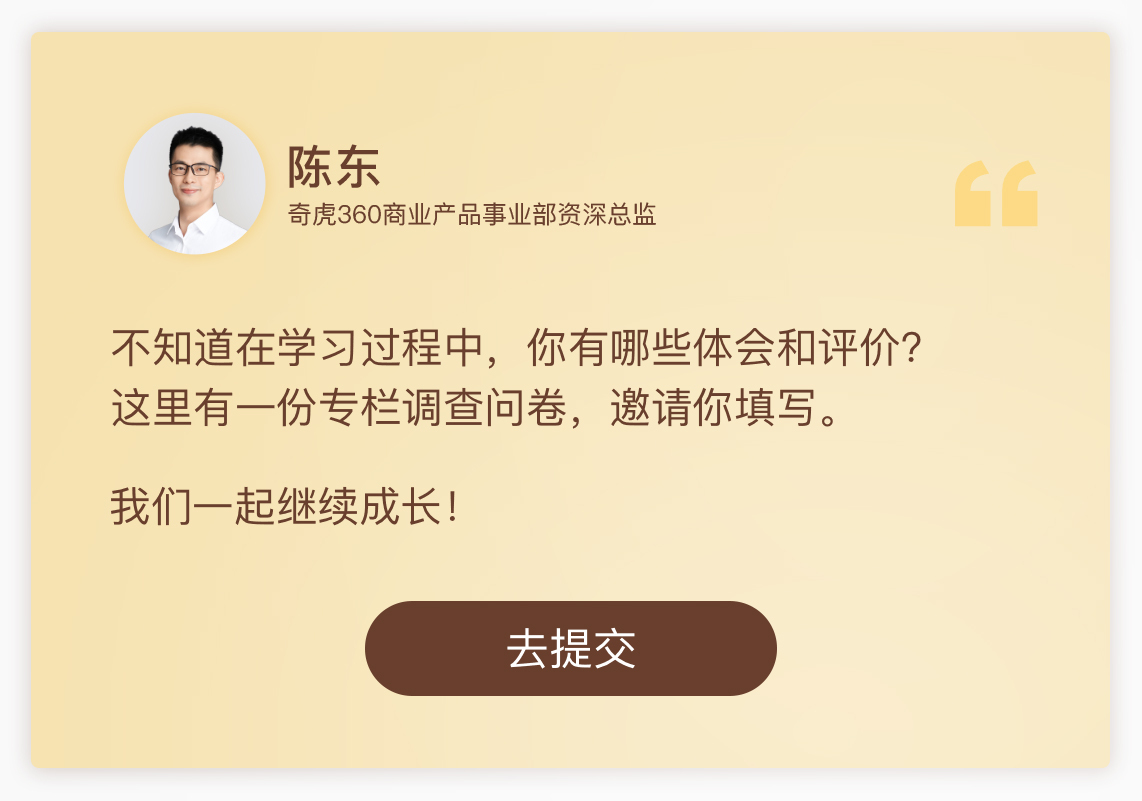 陈东
奇虎360商业产品事业部资深总监
不知道在学习过程中，你有哪些体会和评价？
这里有一份专栏调查问卷，邀请你填写。
我们一起继续成长！
去提交